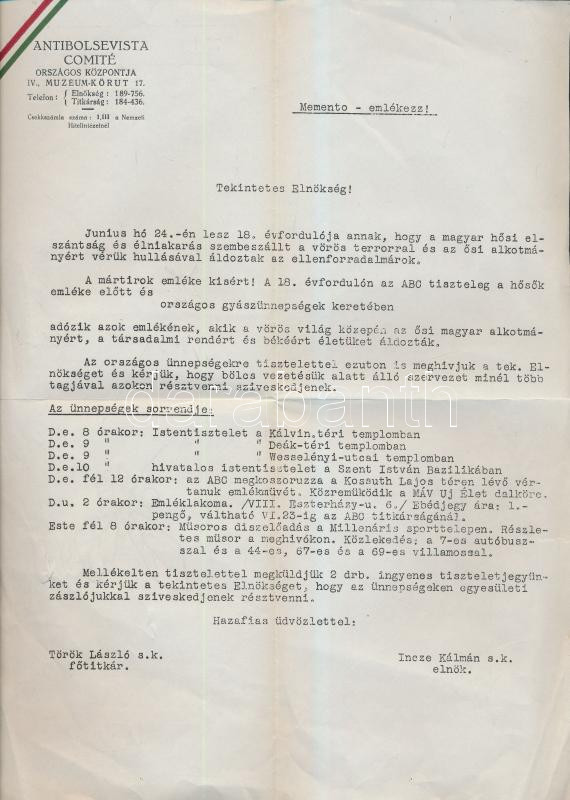 ANTIBOLSEVISTA
COMITÉ
ORSZÁGOS KÖZPONTJA
IV., MUZEUM-KÖRUT 17.
Telefon: { Elnökség: 189-756.
Titkárság: 184-436.
Csekkszámla száma: 1,111 a Nemzeti
Hitelintézetnél
Memento - emlékezz!
Tekintetes Elnökség!
Junius hó 24.-én lesz 18. évfordulója annak, hogy a magyar hősi el-
szántság és élniakarás szembeszállt a vörös terrorral és az ősi alkotmá-
nyért vérük hullásával áldoztak az ellenforradalmárok.
A mártirok emléke kisért! A 18. évfordulón az ABC tiszteleg a hősök
emléke előtt és
országos gyászünnepségek keretében
adózik azok emlékének, akik a vörös világ közepén az ősi magyar alkotmá-
nyért, a társadalmi rendért és békéért életüket áldozták.
Az országos ünnepségekre tisztelettel ezuton is meghivjuk a tek. El-
nökséget és kérjük, hogy bölcs vezetésük alatt álló szervezet minél több
tagjával azokon résztvenni sziveskedjenek.
Az ünnepségek sorrendje:
D.e. 8 órakor: Istentisztelet a Kálvin téri templomban
D.e. 9 " " " Deák-téri templomban
D.e. 9 " " " Wesselényi-utcai templomban
D.e.10 " hivatalos istentisztelet a Szent István Bazilikában
D.e. fél 12 órakor: az ABC megkoszoruzza a Kossuth Lajos téren lévő vér-
tanuk emlékművét. Közreműködik a MÁV Uj Élet dalköre.
D.u. 2 órakor: Emléklakoma. /VIII. Eszterházy-u. 6./ Ebédjegy ára: 1.-
pengő, váltható VI.23-ig az ABC titkárságánál.
Este fél 8 órakor: Müsoros diszelőadás a Millenáris sporttelepen. Részle-
tes müsor a meghivókon. Közlekedés: a 7-es autóbusz-
szal és a 44-es, 67-es és a 69-es villamossal.
Mellékelten tisztelettel megküldjük 2 drb. ingyenes tiszteletjegyün-
ket és kérjük a tekintetes Elnökséget, hogy az ünnepségeken egyesületi
zászlójukkal sziveskedjenek résztvenni.
Hazafias üdvözlettel:
Török László s.k.
főtitkár.
Incze Kálmán s.k.
elnök.
darabanth